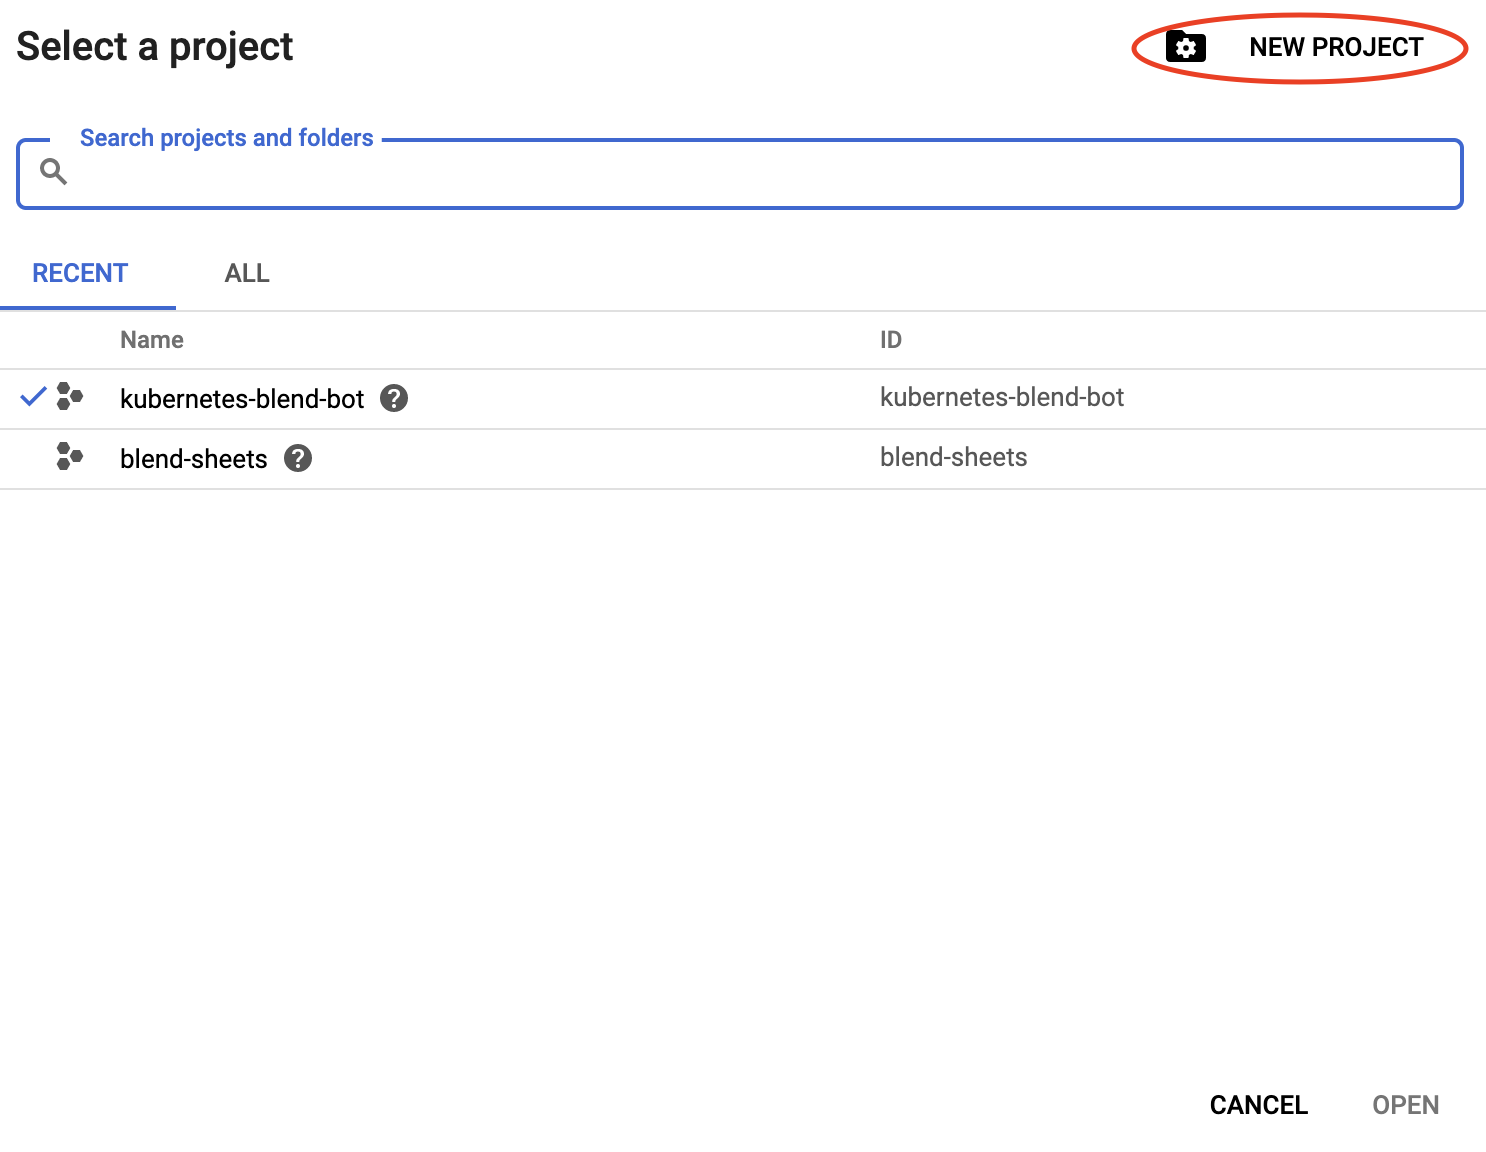 Select a project
NEW PROJECT
Search projects and folders
RECENT ALL
Name ID
kubernetes-blend-bot ? kubernetes-blend-bot
blend-sheets ? blend-sheets
CANCEL OPEN